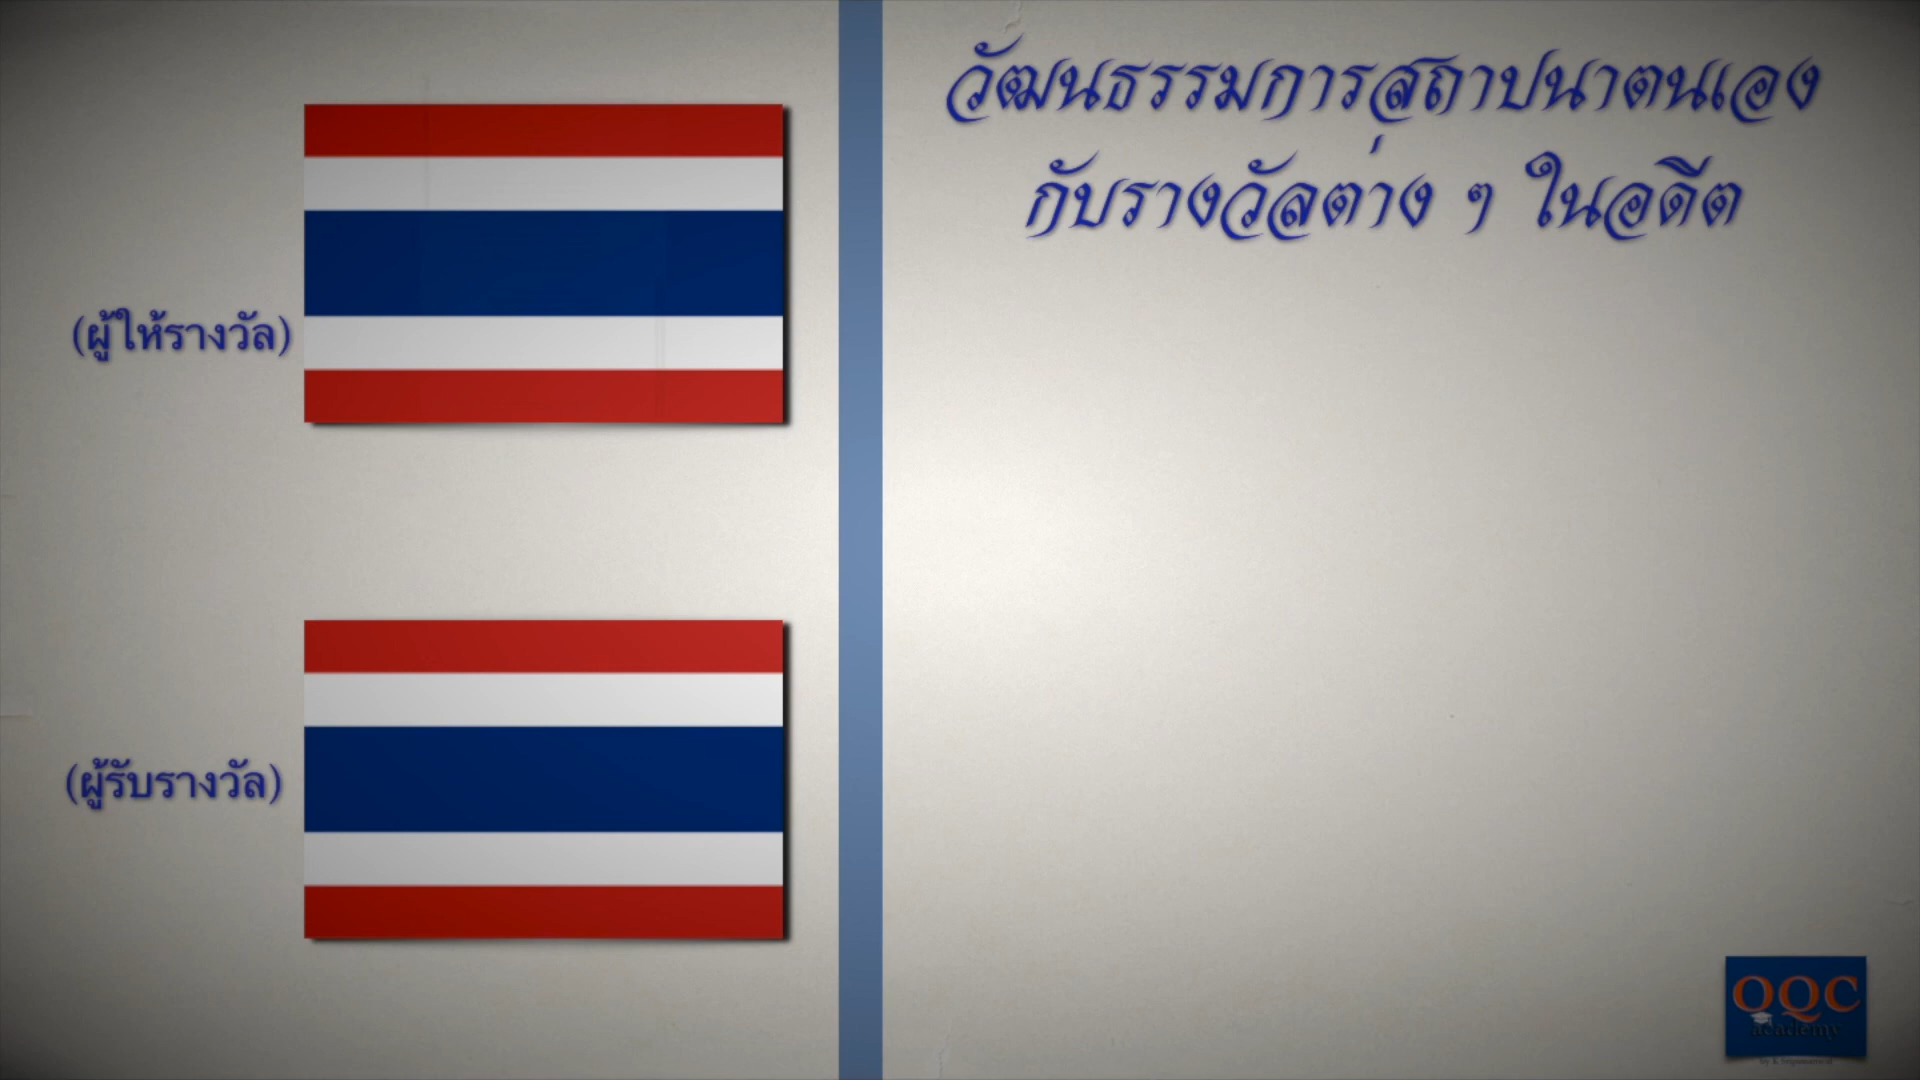 วัฒนธรรมการสถาปนาตนเอง
กับรางวัลต่าง ๆ ในอดีต
(ผู้ให้รางวัล)
(ผู้รับรางวัล)
OQC
academy